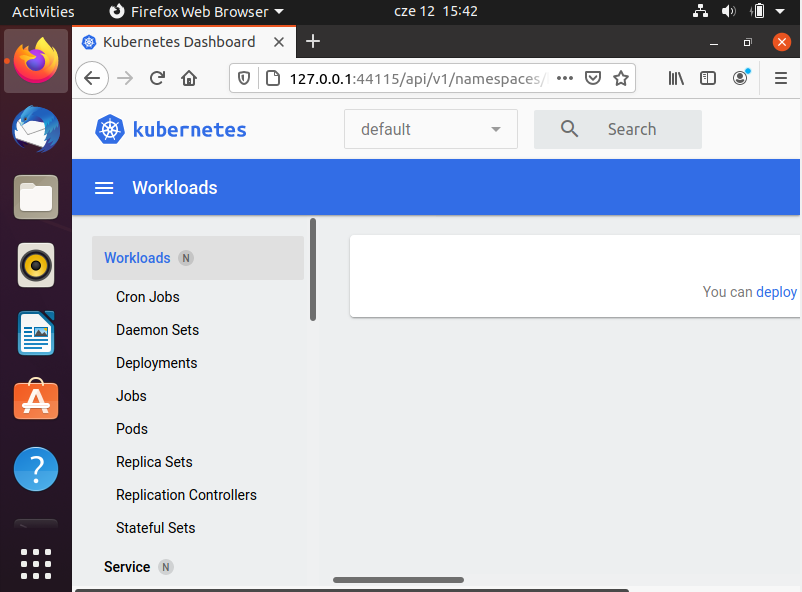 Activities Firefox Web Browser cze 12 15:42
Kubernetes Dashboard
127.0.0.1:44115/api/v1/namespaces/
kubernetes default Search
Workloads
Workloads N
You can deploy
Cron Jobs
Daemon Sets
Deployments
Jobs
Pods
Replica Sets
Replication Controllers
Stateful Sets
Service N